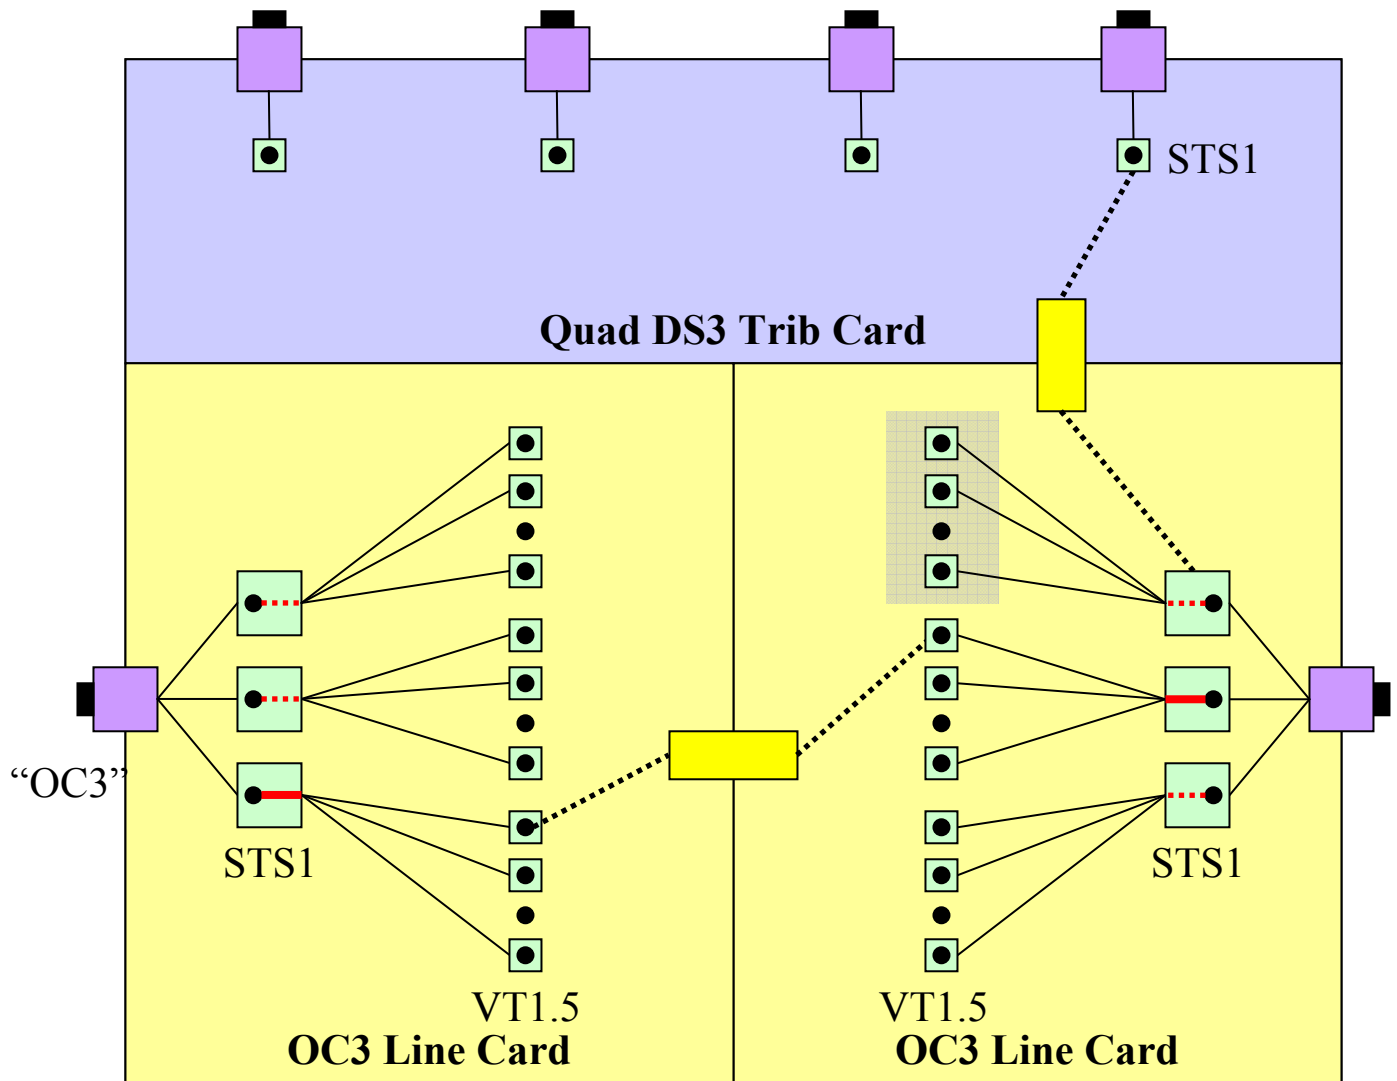 STS1
Quad DS3 Trib Card
“OC3”
STS1
STS1
VT1.5
VT1.5
OC3 Line Card
OC3 Line Card